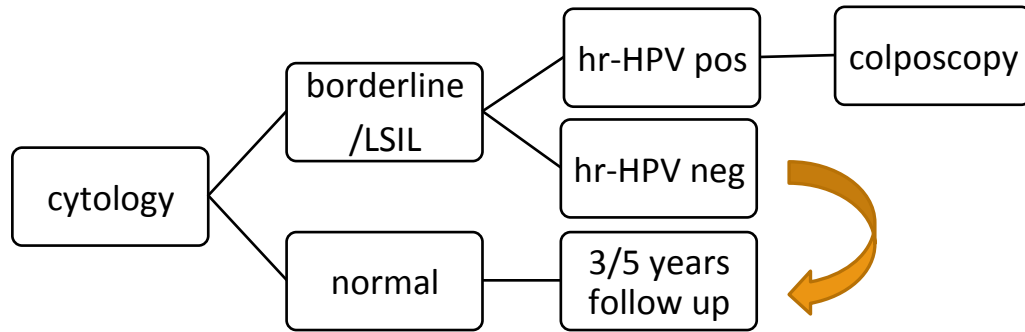 cytology
borderline
/LSIL
normal
hr-HPV pos
hr-HPV neg
3/5 years
follow up
colposcopy